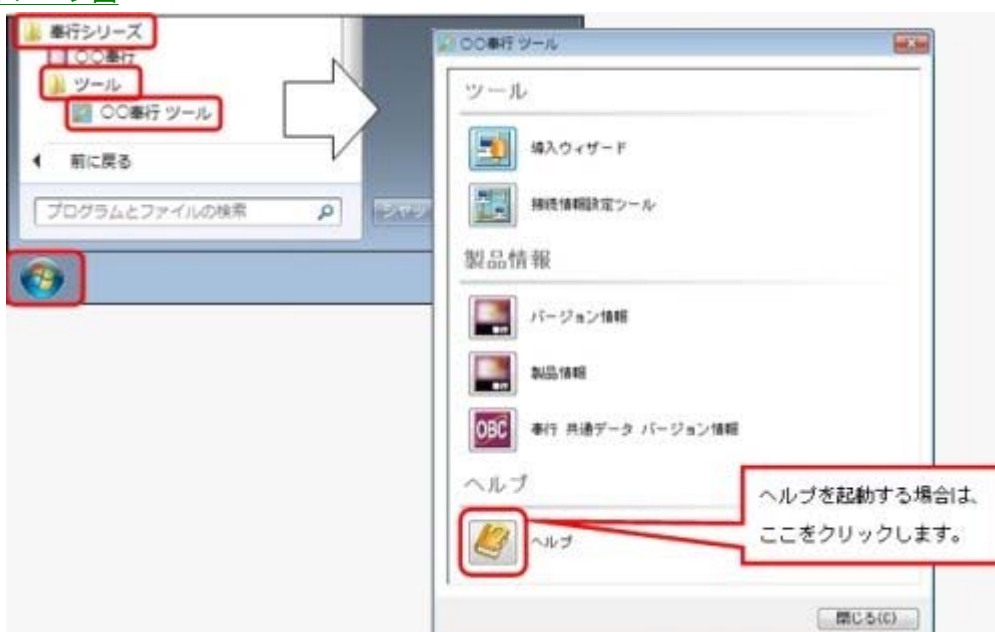 奉行シリーズ
〇〇奉行
ツール
〇〇奉行 ツール
前に戻る
プログラムとファイルの検索
シャッ
〇〇奉行 ツール
ツール
導入ウィザード
接続情報設定ツール
製品情報
バージョン情報
製品情報
OBC
奉行 共通データ バージョン情報
ヘルプ
ヘルプ
ヘルプを起動する場合は、
ここをクリックします。
閉じる(C)